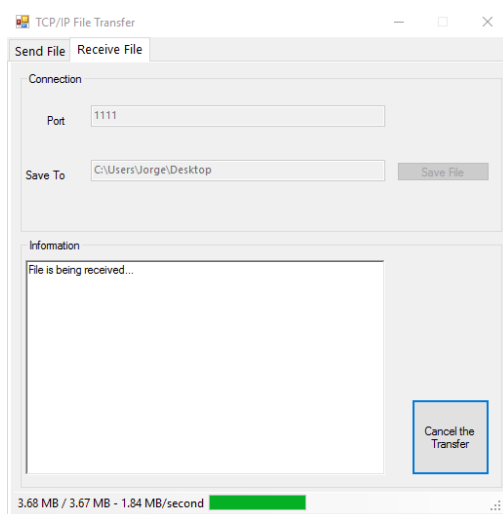 TCP/IP File Transfer
Send File Receive File
Connection
Port 1111
Save To C:\Users\Jorge\Desktop Save File
Information
File is being received...
Cancel the
Transfer
3.68 MB / 3.67 MB - 1.84 MB/second